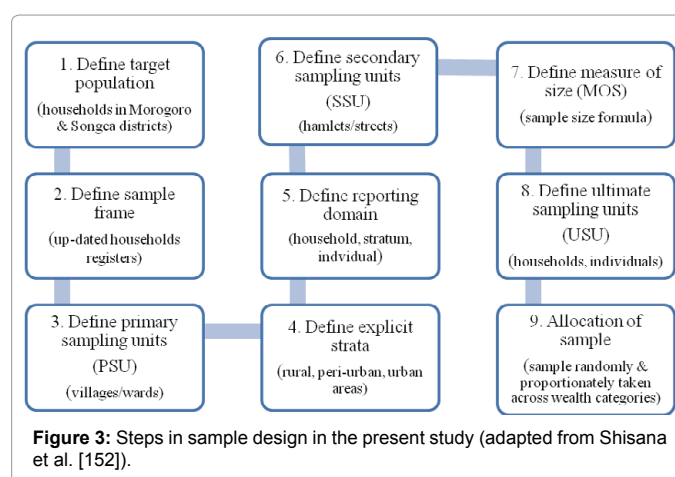 1. Define target
population
(households in Morogoro
& Songea districts)
2. Define sample
frame
(up-dated households
registers)
3. Define primary
sampling units
(PSU)
(villages/wards)
4. Define explicit
strata
(rural, peri-urban, urban
areas)
5. Define reporting
domain
(household, stratum,
indvidual)
6. Define secondary
sampling units
(SSU)
(hamlets/streets)
7. Define measure of
size (MOS)
(sample size formula)
8. Define ultimate
sampling units
(USU)
(households, individuals)
9. Allocation of
sample
(sample randomly &
proportionately taken
across wealth categories)
Figure 3: Steps in sample design in the present study (adapted from Shisana
et al. [152]).